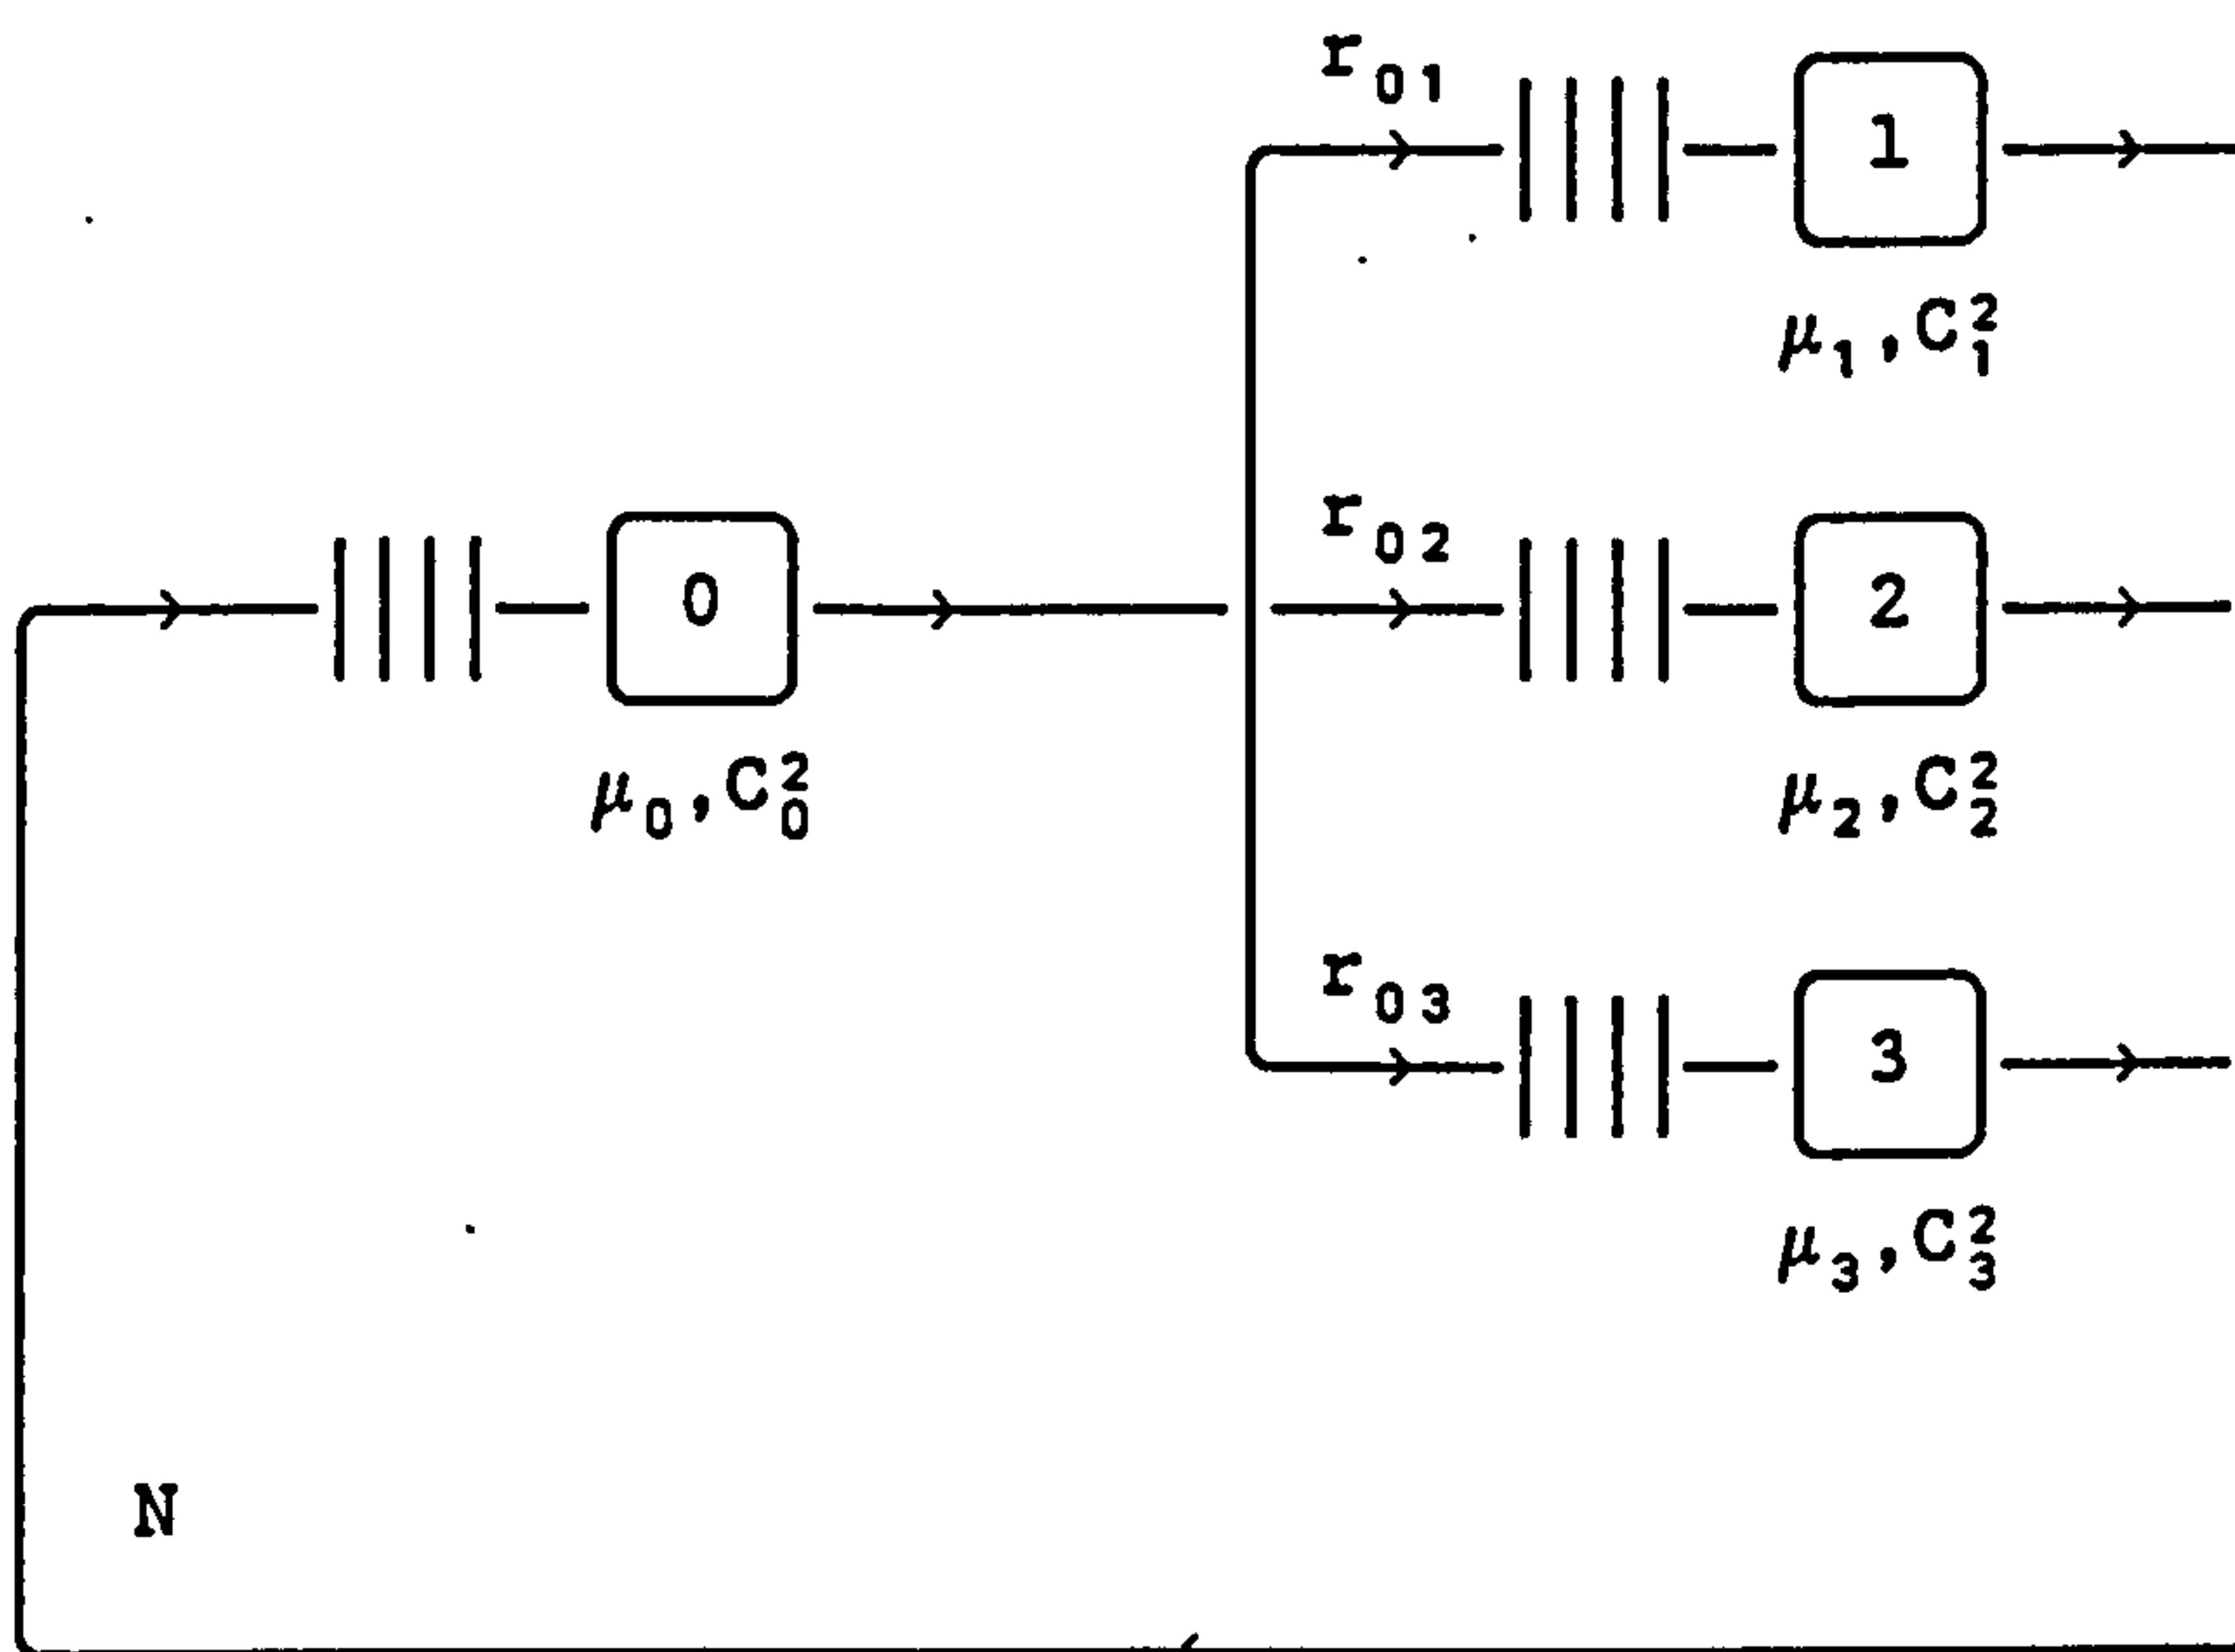 r₀₁
1
μ₁,C₁²
r₀₂
0
2
μ₀,C₀²
μ₂,C₂²
r₀₃
3
μ₃,C₃²
N